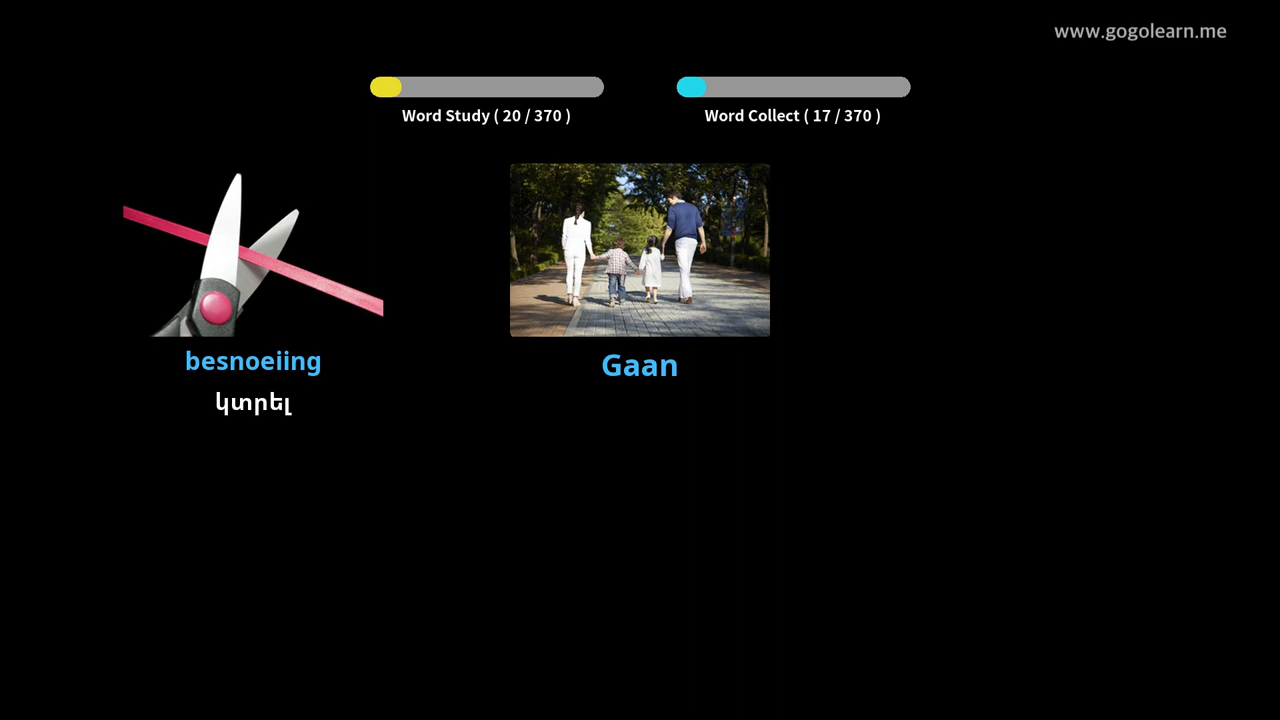 www.gogolearn.me
Word Study ( 20 / 370 )
Word Collect ( 17 / 370 )
besnoeiing
կտրել
Gaan